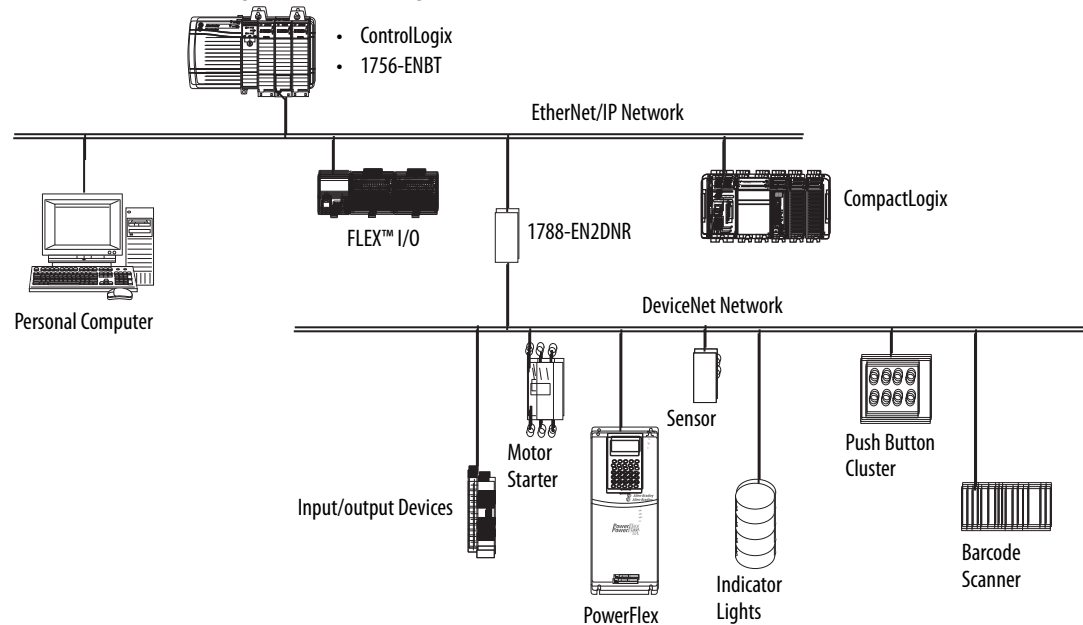 • ControlLogix
• 1756-ENBT
EtherNet/IP Network
CompactLogix
FLEX™ I/O
1788-EN2DNR
Personal Computer
DeviceNet Network
Sensor
Motor
Starter
Push Button
Cluster
Input/output Devices
PowerFlex
Indicator
Lights
Barcode
Scanner
PowerFlex